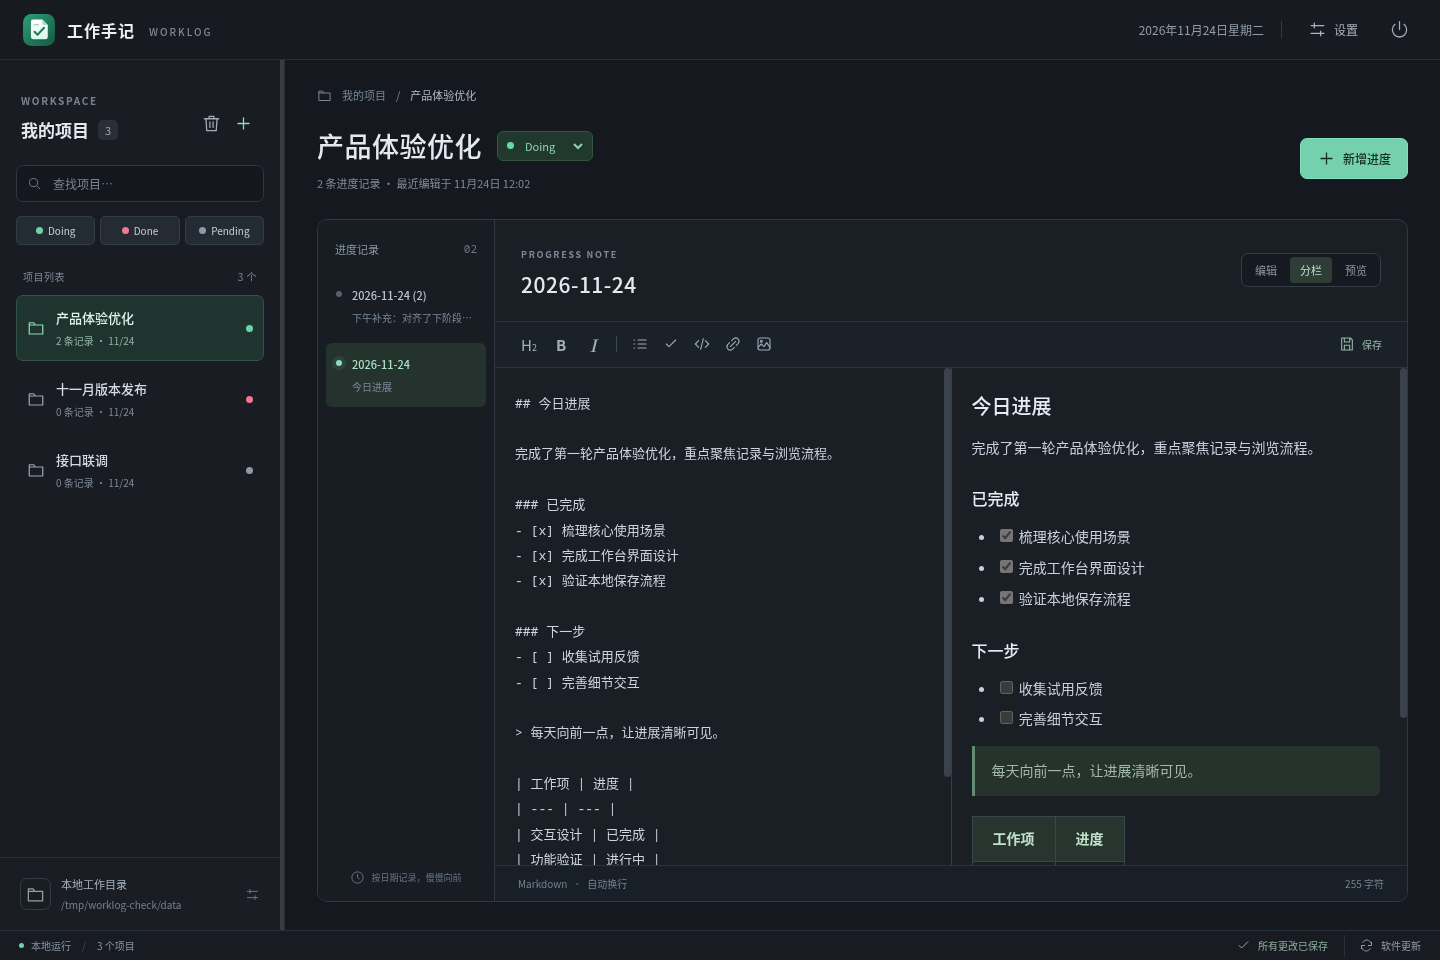 工作手记 WORKLOG
2026年11月24日星期二
设置
WORKSPACE
我的项目 3
查找项目…
Doing
Done
Pending
项目列表 3 个
产品体验优化
2 条记录 · 11/24
十一月版本发布
0 条记录 · 11/24
接口联调
0 条记录 · 11/24
本地工作目录
/tmp/worklog-check/data
我的项目 / 产品体验优化
产品体验优化 Doing
2 条进度记录 · 最近编辑于 11月24日 12:02
新增进度
进度记录 02
2026-11-24 (2)
下午补充：对齐了下阶段…
2026-11-24
今日进展
按日期记录，慢慢向前
PROGRESS NOTE
2026-11-24
编辑 分栏 预览
H2 B I
保存
## 今日进展
完成了第一轮产品体验优化，重点聚焦记录与浏览流程。
### 已完成
- [x] 梳理核心使用场景
- [x] 完成工作台界面设计
- [x] 验证本地保存流程
### 下一步
- [ ] 收集试用反馈
- [ ] 完善细节交互
> 每天向前一点，让进展清晰可见。
| 工作项 | 进度 |
| --- | --- |
| 交互设计 | 已完成 |
| 功能验证 | 进行中 |
今日进展
完成了第一轮产品体验优化，重点聚焦记录与浏览流程。
已完成
梳理核心使用场景
完成工作台界面设计
验证本地保存流程
下一步
收集试用反馈
完善细节交互
每天向前一点，让进展清晰可见。
工作项 进度
Markdown · 自动换行
255 字符
本地运行 / 3 个项目
所有更改已保存
软件更新